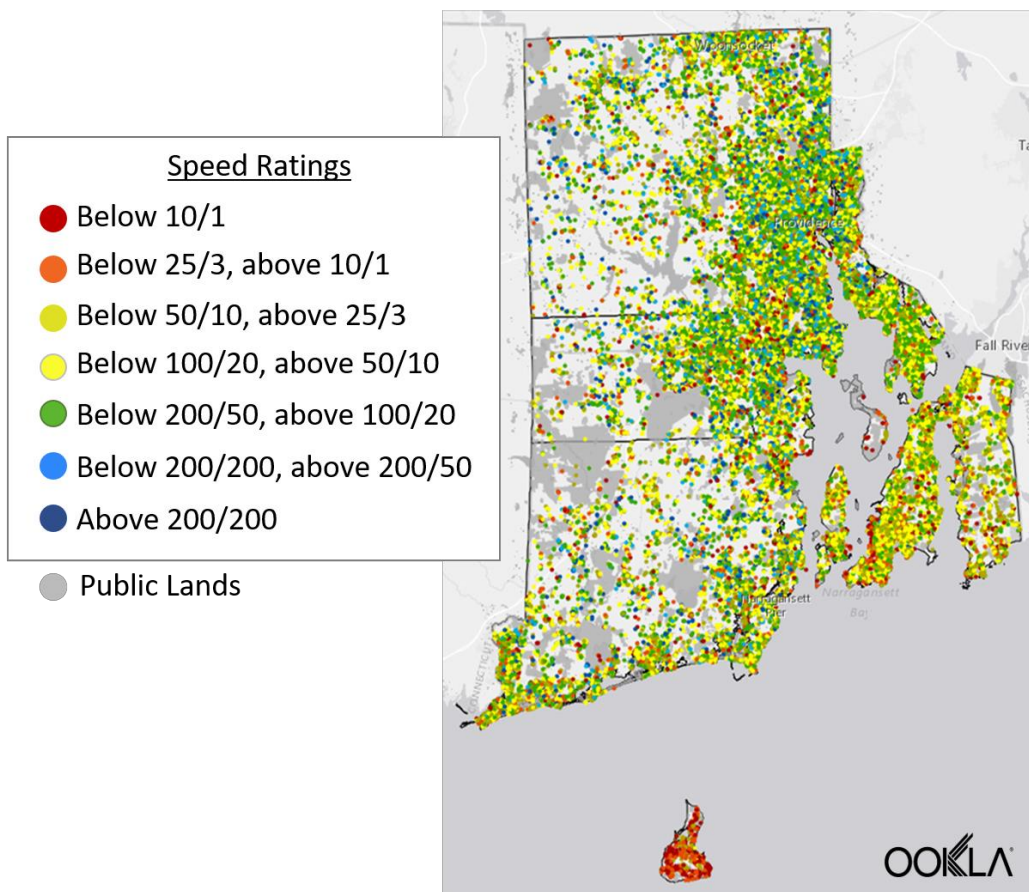 Speed Ratings
Below 10/1
Below 25/3, above 10/1
Below 50/10, above 25/3
Below 100/20, above 50/10
Below 200/50, above 100/20
Below 200/200, above 200/50
Above 200/200
Public Lands
Woonsocket
Ta
Providence
Fall River
Narragansett
Pier
Narragansett
Bay
CONNECTICUT
OOKLA®